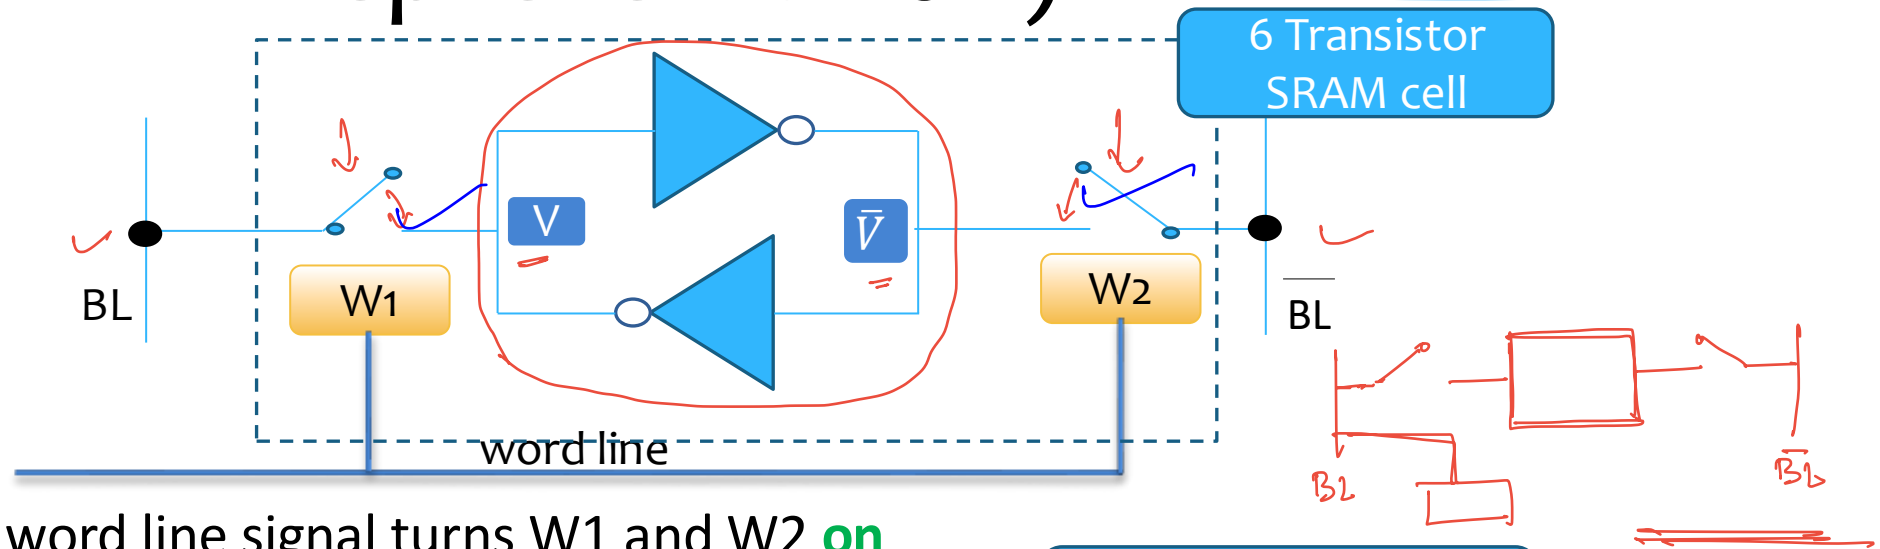 6 Transistor
SRAM cell
V
V̅
BL
W1
W2
B̅L̅
word line
BL
B̅L̅
word line signal turns W1 and W2 on